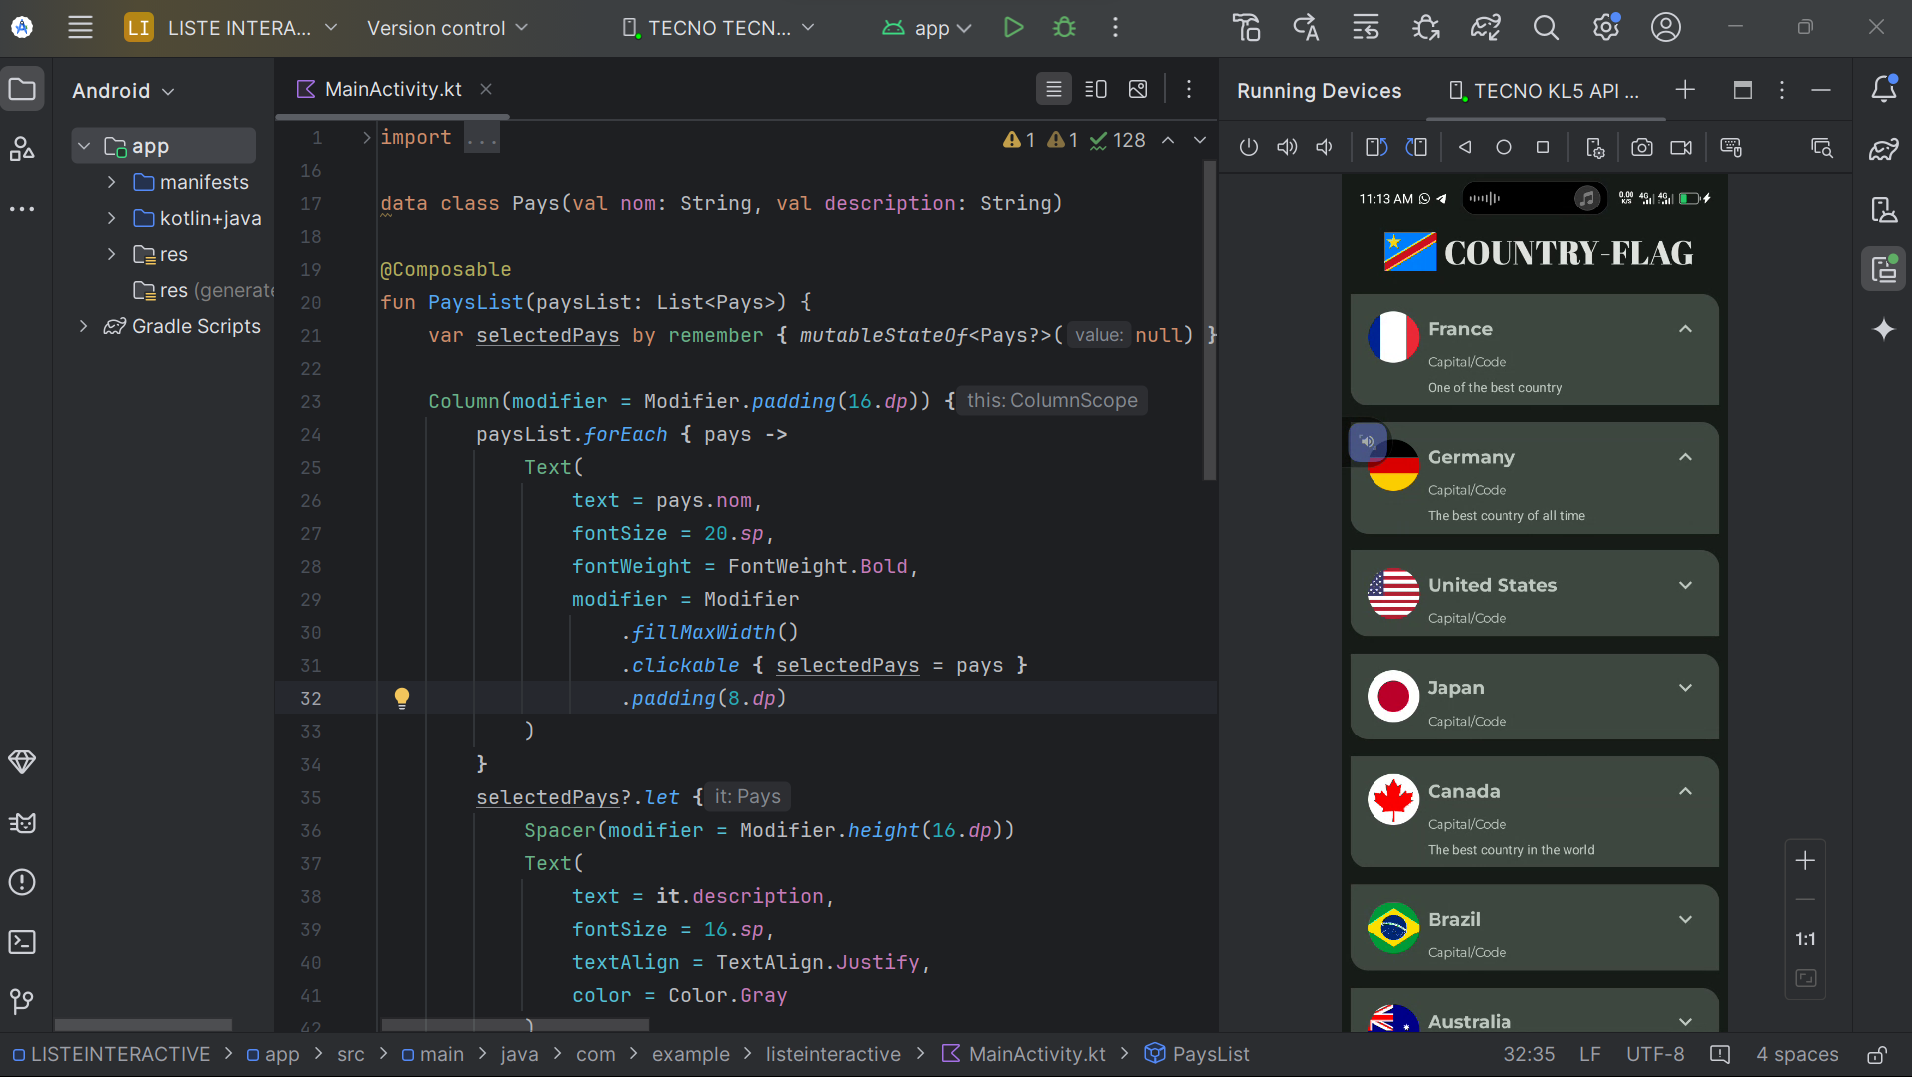 LI LISTE INTERA... Version control TECNO TECN... app
Android
MainActivity.kt
Running Devices TECNO KL5 API ...
app
manifests
kotlin+java
res
res (generate
Gradle Scripts
1 import ... 1 1 128
16
17 data class Pays(val nom: String, val description: String)
18
19 @Composable
20 fun PaysList(paysList: List<Pays>) {
21 var selectedPays by remember { mutableStateOf<Pays?>( value: null) }
22
23 Column(modifier = Modifier.padding(16.dp)) { this: ColumnScope
24 paysList.forEach { pays ->
25 Text(
26 text = pays.nom,
27 fontSize = 20.sp,
28 fontWeight = FontWeight.Bold,
29 modifier = Modifier
30 .fillMaxWidth()
31 .clickable { selectedPays = pays }
32 .padding(8.dp)
33 )
34 }
35 selectedPays?.let { it: Pays
36 Spacer(modifier = Modifier.height(16.dp))
37 Text(
38 text = it.description,
39 fontSize = 16.sp,
40 textAlign = TextAlign.Justify,
41 color = Color.Gray
42 )
11:13 AM 0.00 K/S 4G 4G
COUNTRY-FLAG
France
Capital/Code
One of the best country
Germany
Capital/Code
The best country of all time
United States
Capital/Code
Japan
Capital/Code
Canada
Capital/Code
The best country in the world
Brazil
Capital/Code
Australia
1:1
LISTEINTERACTIVE > app > src > main > java > com > example > listeinteractive > MainActivity.kt > PaysList 32:35 LF UTF-8 4 spaces